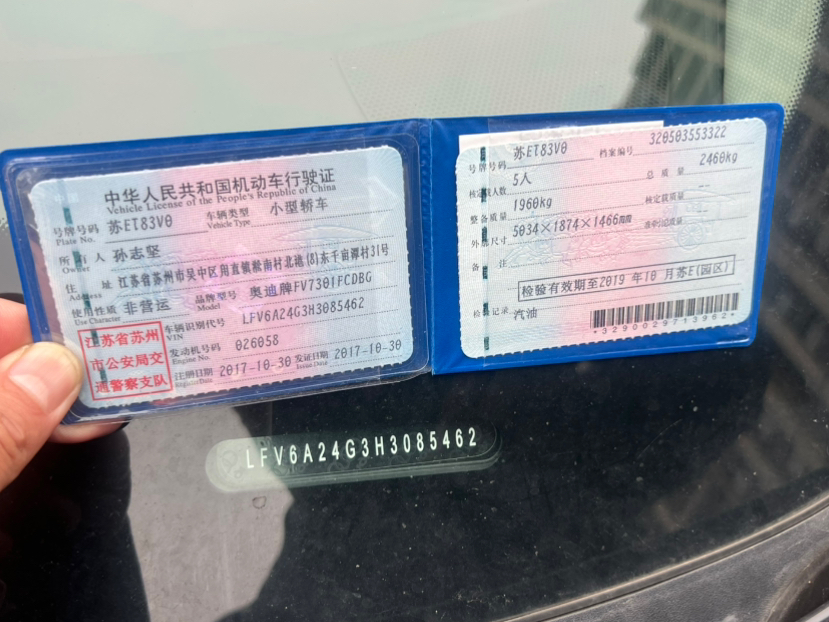 中华人民共和国机动车行驶证
Vehicle License of the People's Republic of China
号牌号码 苏ET83V0 车辆类型 小型轿车
Plate No. Vehicle Type
所有人 孙志坚
Owner
住址 江苏省苏州市吴中区甪直镇淞南村北港(8)东千亩潭村31号
Address
使用性质 非营运 品牌型号 奥迪牌FV7301FCDBG
Use Character Model
江苏省苏州
市公安局交
通警察支队
车辆识别代号 LFV6A24G3H3085462
VIN
发动机号码 026058
Engine No.
注册日期 2017-10-30 发证日期 2017-10-30
Register Date Issue Date
号牌号码 苏ET83V0 档案编号 320503553322
核定载人数 5人 总质量 2460kg
整备质量 1960kg 核定载质量 --
外廓尺寸 5034×1874×1466mm
备注
检验有效期至2019年10月苏E(园区)
检验记录 汽油
*3290029713962*
LFV6A24G3H3085462